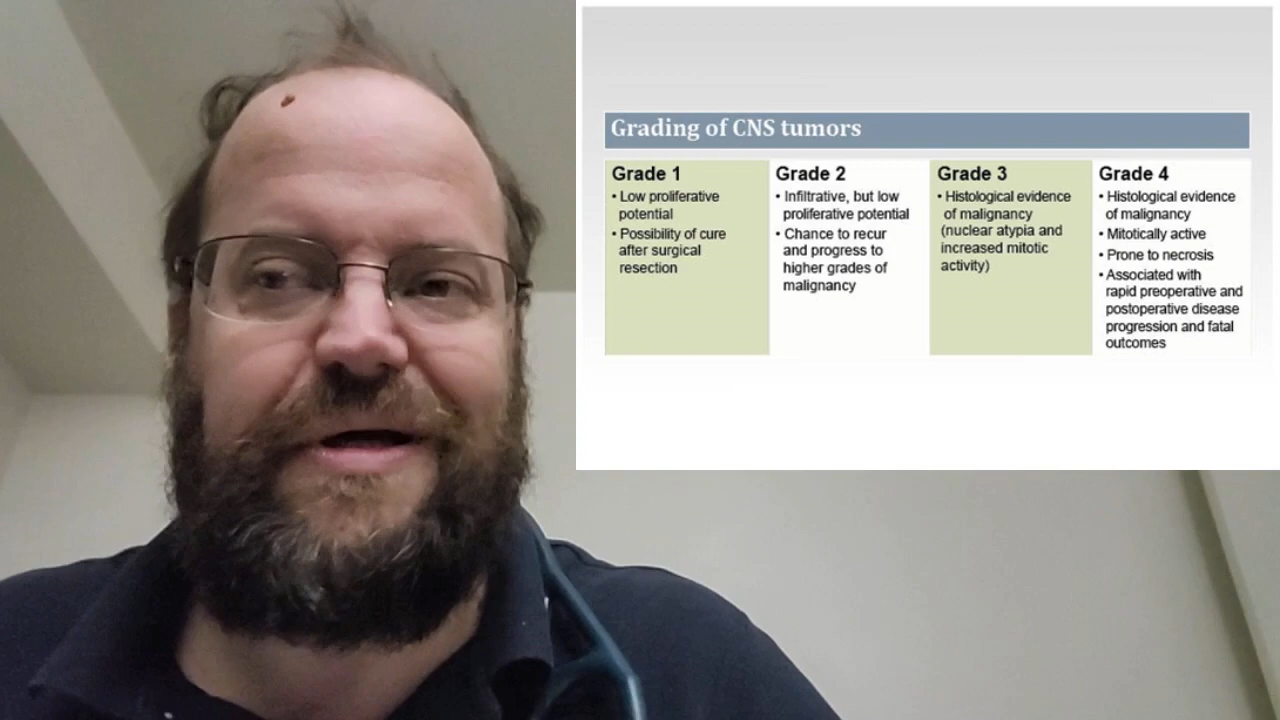 Grading of CNS tumors
Grade 1
• Low proliferative
potential
• Possibility of cure
after surgical
resection
Grade 2
• Infiltrative, but low
proliferative potential
• Chance to recur
and progress to
higher grades of
malignancy
Grade 3
• Histological evidence
of malignancy
(nuclear atypia and
increased mitotic
activity)
Grade 4
• Histological evidence
of malignancy
• Mitotically active
• Prone to necrosis
• Associated with
rapid preoperative and
postoperative disease
progression and fatal
outcomes